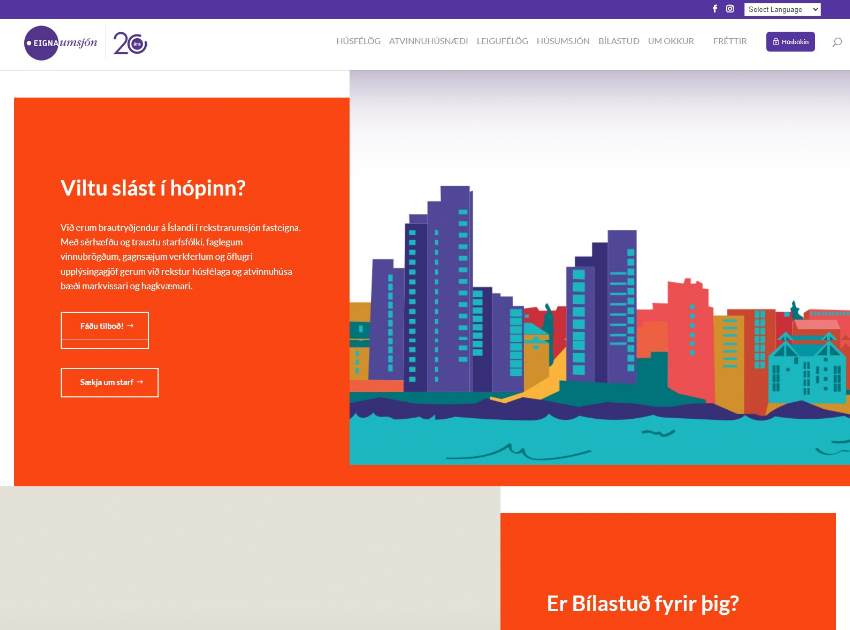 Select Language
EIGNAumsjón
20 ára
HÚSFÉLÖG ATVINNUHÚSNÆÐI LEIGUFÉLÖG HÚSUMSJÓN BÍLASTUÐ UM OKKUR FRÉTTIR Húsbókin
Viltu slást í hópinn?
Við erum brautryðjendur á Íslandi í rekstrarumsjón fasteigna.
Með sérhæfðu og traustu starfsfólki, faglegum
vinnubrögðum, gagnsæjum verkferlum og öflugri
upplýsingagjöf gerum við rekstur húsfélaga og atvinnuhúsa
bæði markvissari og hagkvæmari.
Fáðu tilboð! →
Sækja um starf →
Er Bílastuð fyrir þig?